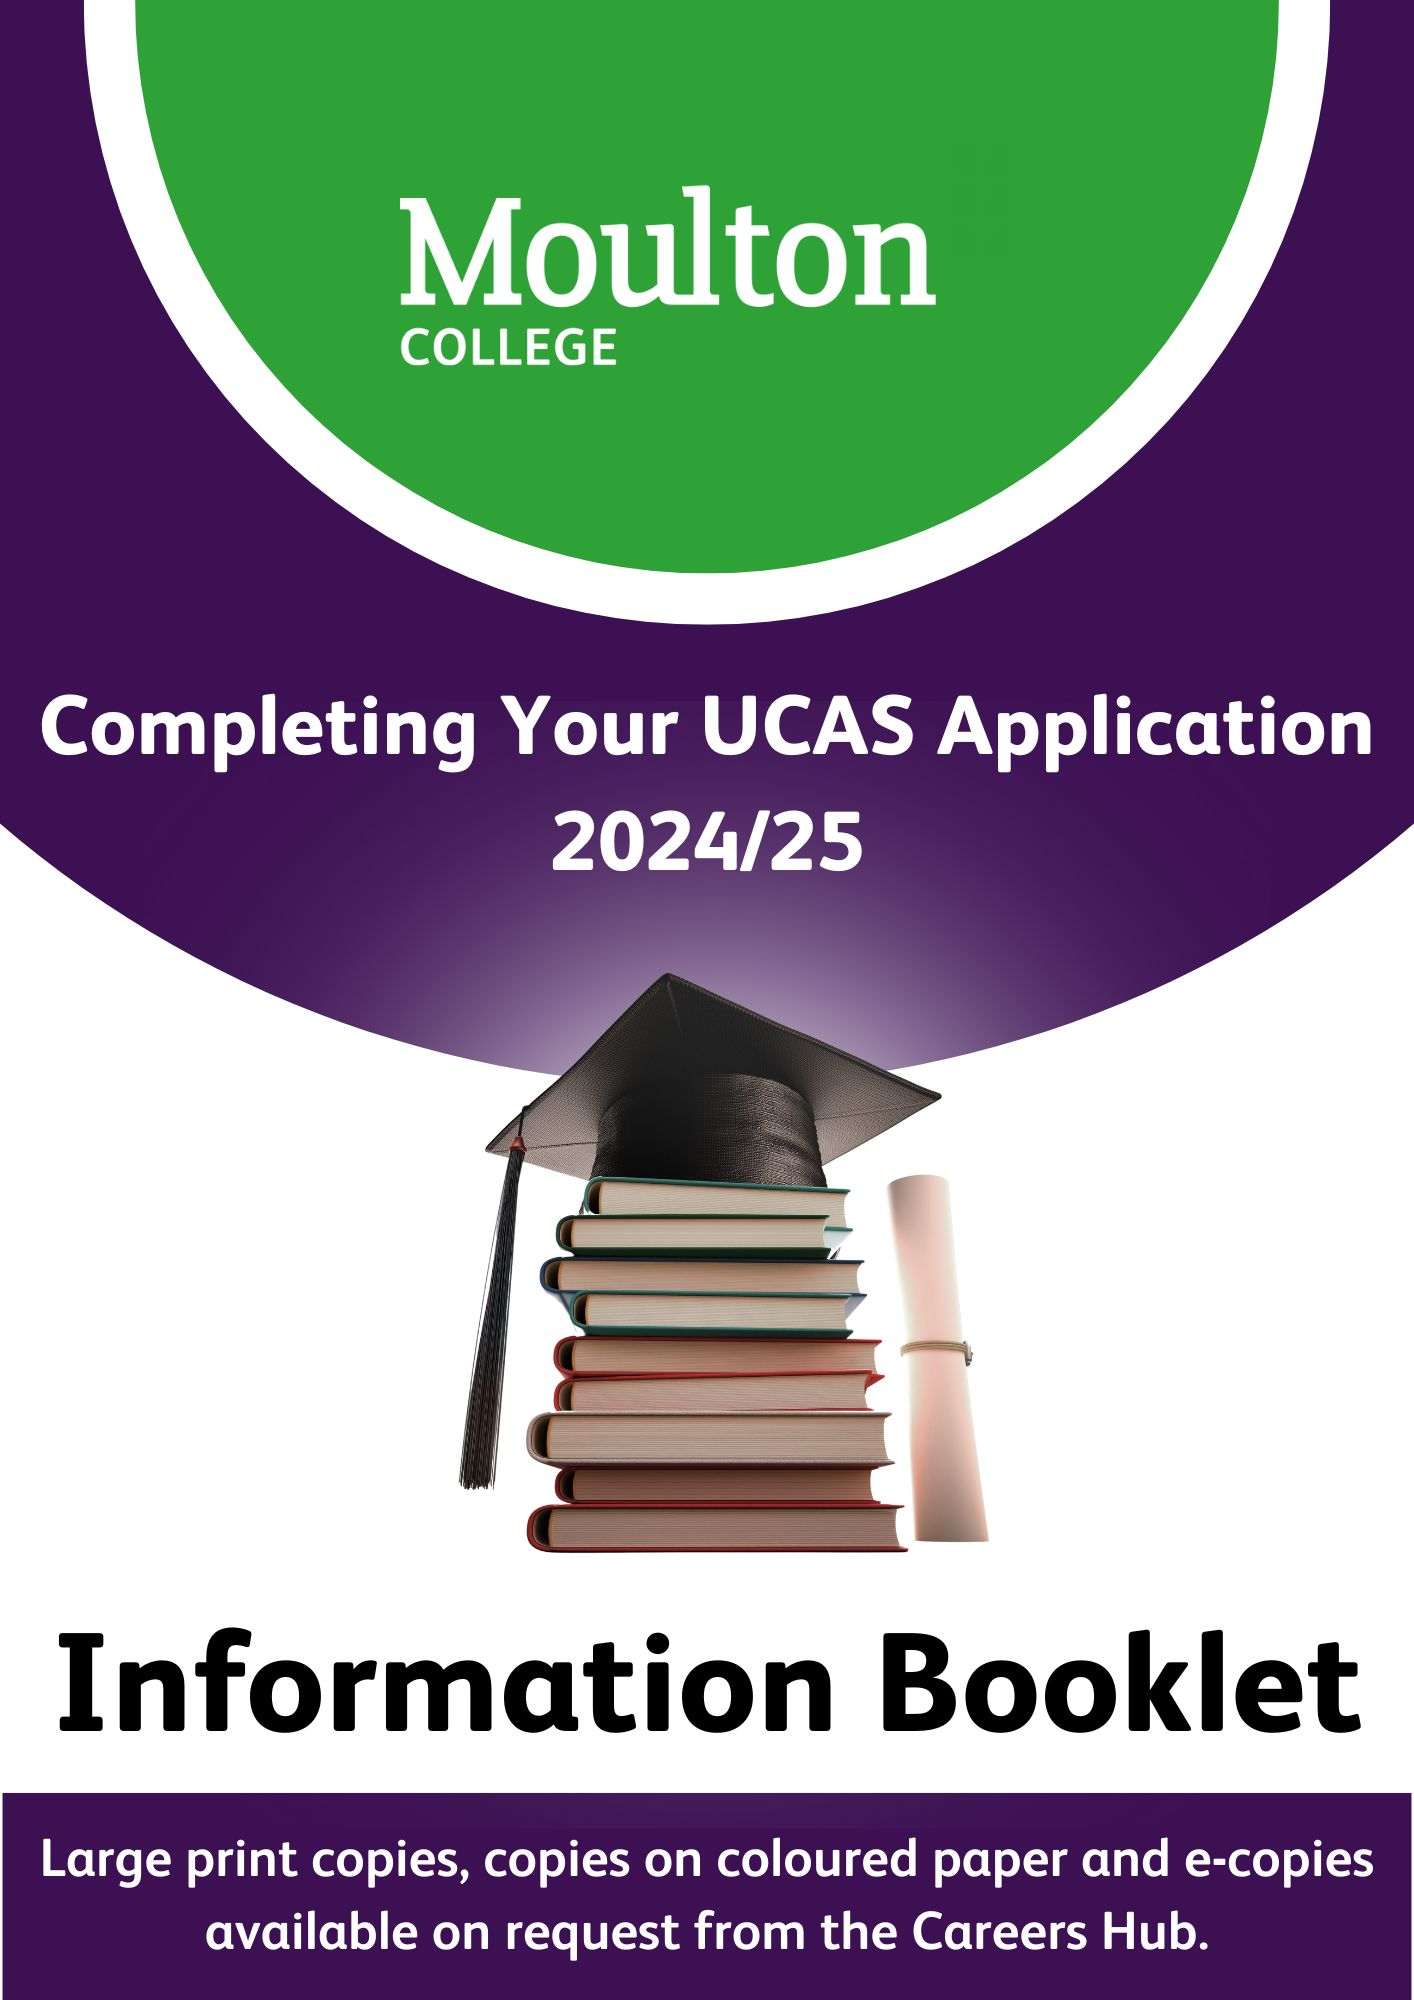 Moulton
COLLEGE
Completing Your UCAS Application
2024/25
Information Booklet
Large print copies, copies on coloured paper and e-copies
available on request from the Careers Hub.